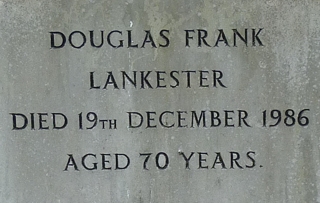 DOUGLAS FRANK
LANKESTER
DIED 19TH DECEMBER 1986
AGED 70 YEARS.